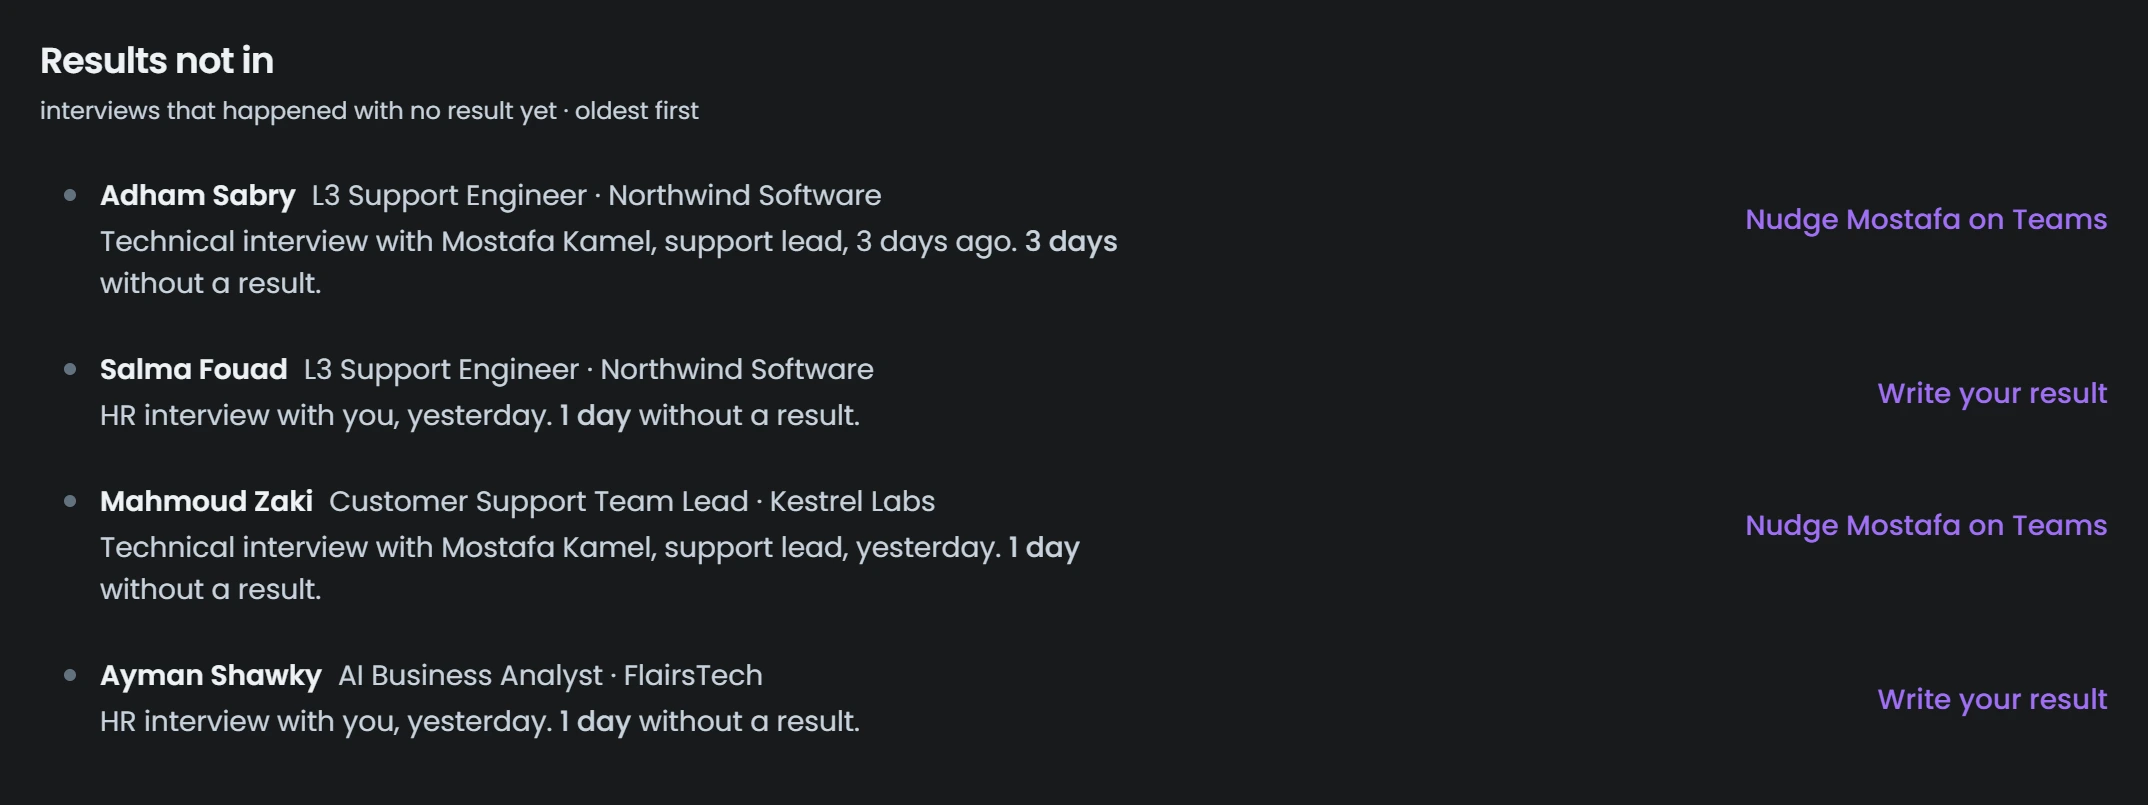 Results not in
interviews that happened with no result yet · oldest first
Adham Sabry L3 Support Engineer · Northwind Software
Technical interview with Mostafa Kamel, support lead, 3 days ago. 3 days
without a result.
Nudge Mostafa on Teams
Salma Fouad L3 Support Engineer · Northwind Software
HR interview with you, yesterday. 1 day without a result.
Write your result
Mahmoud Zaki Customer Support Team Lead · Kestrel Labs
Technical interview with Mostafa Kamel, support lead, yesterday. 1 day
without a result.
Nudge Mostafa on Teams
Ayman Shawky AI Business Analyst · FlairsTech
HR interview with you, yesterday. 1 day without a result.
Write your result